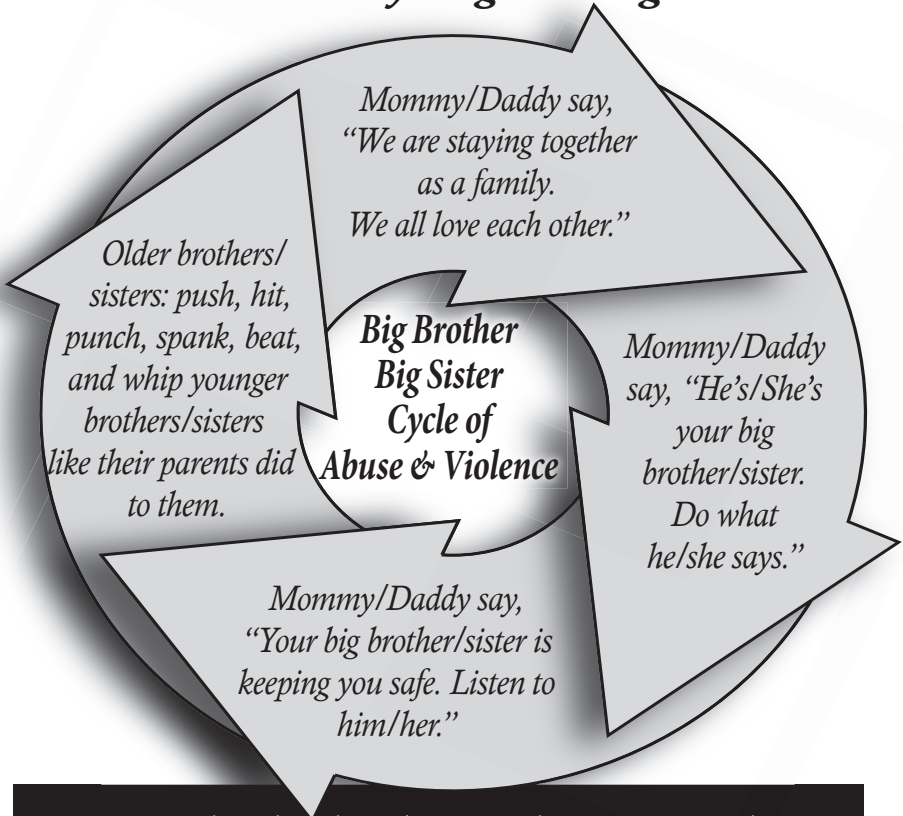 Mommy/Daddy say,
“We are staying together
as a family.
We all love each other.”
Mommy/Daddy
say, “He’s/She’s
your big
brother/sister.
Do what
he/she says.”
Mommy/Daddy say,
“Your big brother/sister is
keeping you safe. Listen to
him/her.”
Older brothers/
sisters: push, hit,
punch, spank, beat,
and whip younger
brothers/sisters
like their parents did
to them.
Big Brother
Big Sister
Cycle of
Abuse & Violence